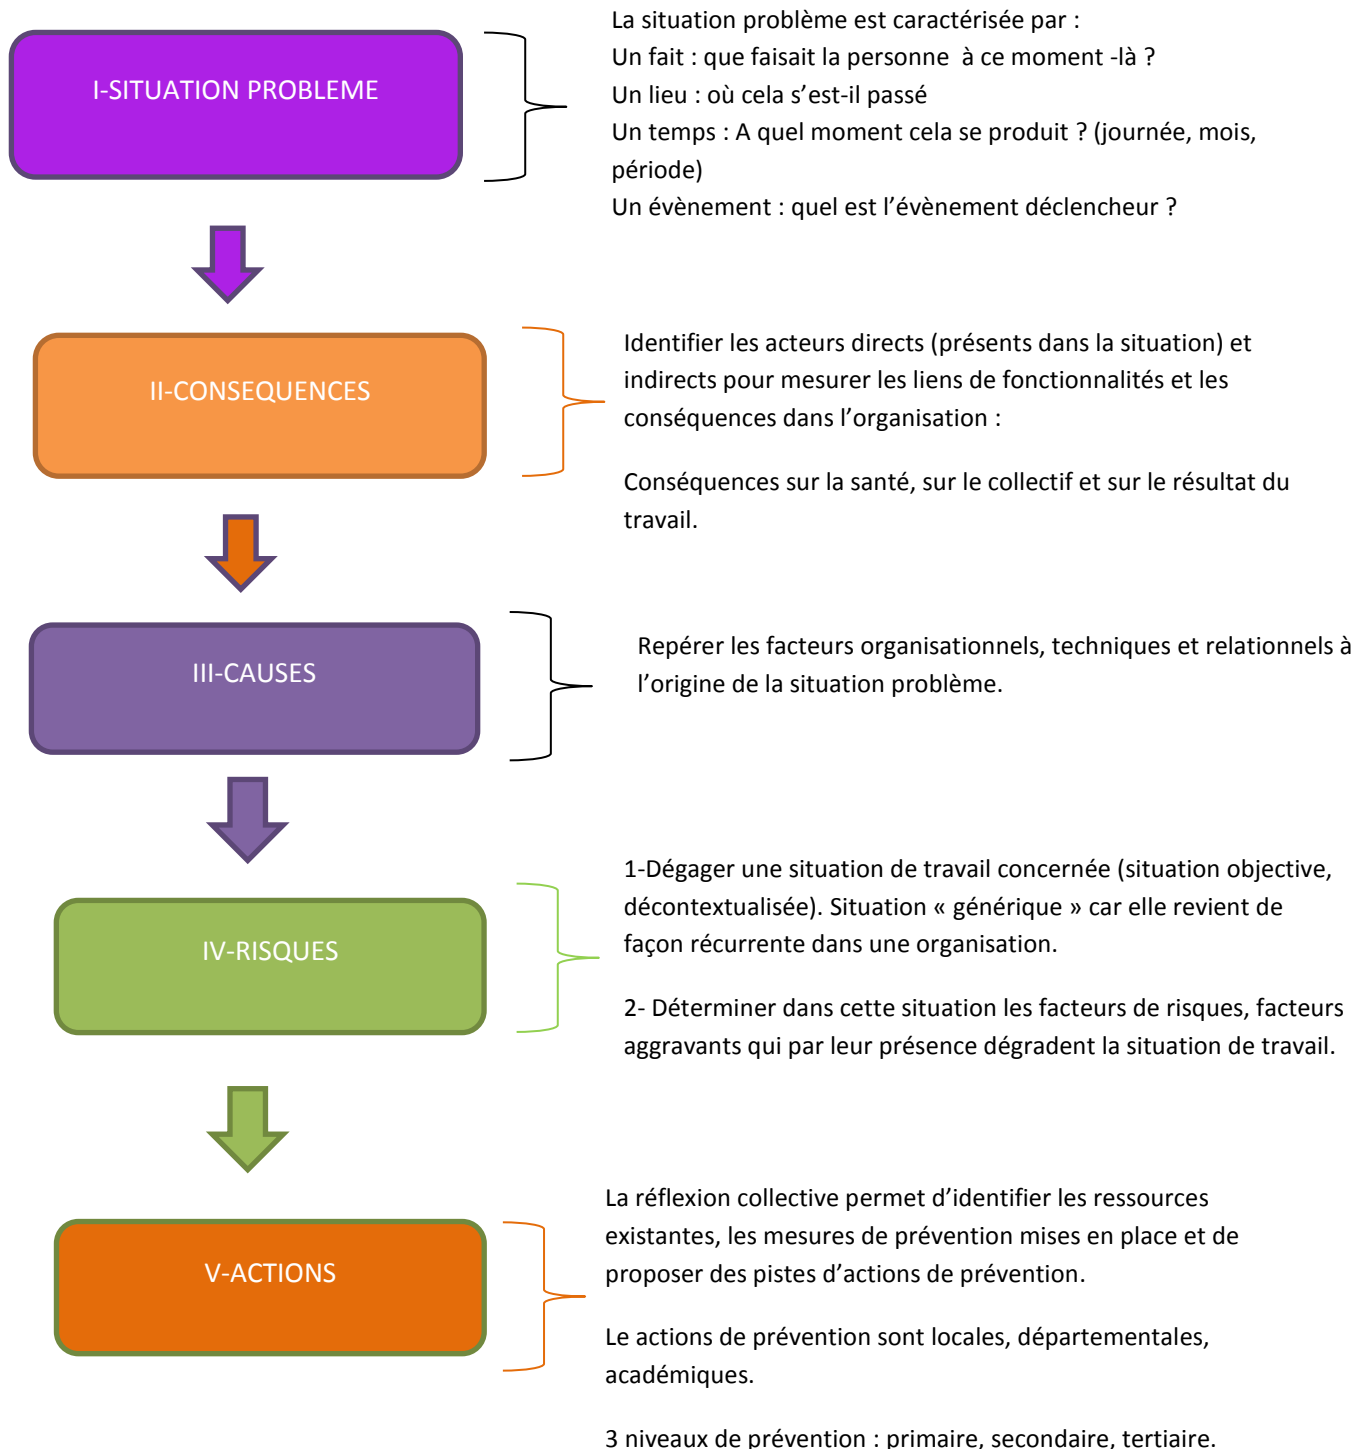 I-SITUATION PROBLEME
La situation problème est caractérisée par :
Un fait : que faisait la personne  à ce moment -là ?
Un lieu : où cela s’est-il passé
Un temps : A quel moment cela se produit ? (journée, mois,
période)
Un évènement : quel est l’évènement déclencheur ?
II-CONSEQUENCES
Identifier les acteurs directs (présents dans la situation) et
indirects pour mesurer les liens de fonctionnalités et les
conséquences dans l’organisation :
Conséquences sur la santé, sur le collectif et sur le résultat du
travail.
III-CAUSES
Repérer les facteurs organisationnels, techniques et relationnels à
l’origine de la situation problème.
IV-RISQUES
1-Dégager une situation de travail concernée (situation objective,
décontextualisée). Situation « générique » car elle revient de
façon récurrente dans une organisation.
2- Déterminer dans cette situation les facteurs de risques, facteurs
aggravants qui par leur présence dégradent la situation de travail.
V-ACTIONS
La réflexion collective permet d’identifier les ressources
existantes, les mesures de prévention mises en place et de
proposer des pistes d’actions de prévention.
Le actions de prévention sont locales, départementales,
académiques.
3 niveaux de prévention : primaire, secondaire, tertiaire.